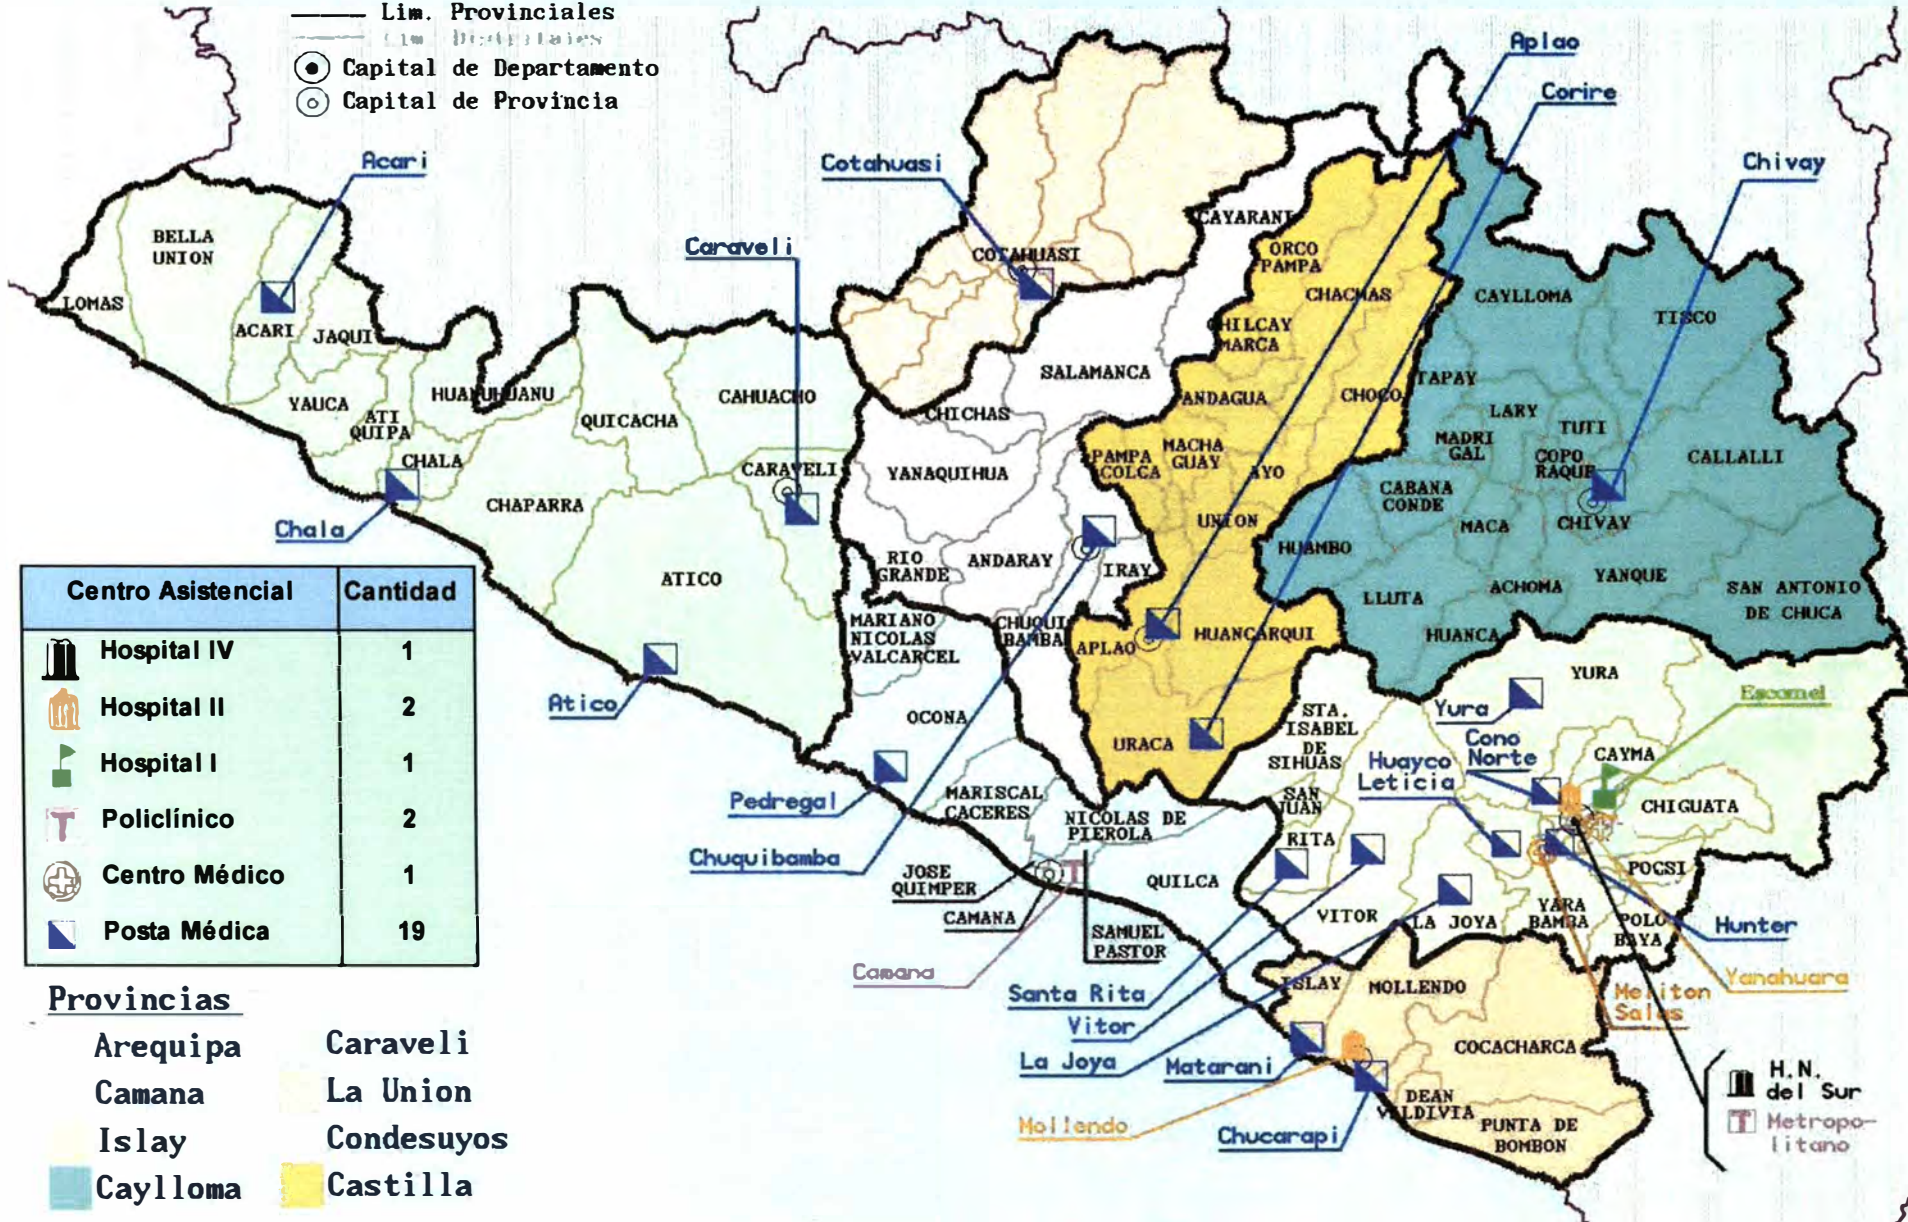 Lim. Provinciales
Lim. Distritales
Capital de Departamento
Capital de Provincia
Aplao
Corire
Acari
Cotahuasi
Chivay
Caraveli
BELLA
UNION
LOMAS
ACARI
JAQUI
YAUCA
ATI
QUIPA
HUANUHUANU
CHALA
QUICACHA
CAHUACHO
CHAPARRA
CARAVELI
ATICO
Chala
Atico
COTAHUASI
CAYARANI
SALAMANCA
CHICHAS
YANAQUIHUA
RIO
GRANDE
ANDARAY
IRAY
CHUQUI
BAMBA
ORCO
PAMPA
CHACHAS
CHILCAY
MARCA
ANDAGUA
CHOCO
PAMPA
COLCA
MACHA
GUAY
AYO
UNION
APLAO
HUANCARQUI
URACA
CAYLLOMA
TISCO
TAPAY
LARY
TUTI
MADRI
GAL
COPO
RAQUE
CALLALLI
CABANA
CONDE
MACA
CHIVAY
HUAMBO
ACHOMA
YANQUE
LLUTA
HUANCA
SAN ANTONIO
DE CHUCA
MARIANO
NICOLAS
VALCARCEL
OCONA
MARISCAL
CACERES
NICOLAS DE
PIEROLA
JOSE
QUIMPER
CAMANA
SAMUEL
PASTOR
QUILCA
Pedregal
Chuquibamba
Camana
STA.
ISABEL
DE
SIHUAS
SAN
JUAN
RITA
VITOR
LA JOYA
YURA
CAYMA
CHIGUATA
POCSI
YARA
BAMBA
POLO
BAYA
Yura
Cono
Norte
Huayco
Leticia
Escomel
Hunter
Yanahuara
Meliton
Salas
Santa Rita
Vitor
La Joya
Matarani
Mollendo
Chucarapi
ISLAY
MOLLENDO
COCACHARCA
DEAN
VALDIVIA
PUNTA DE
BOMBON
H.N.
del Sur
Metropo-
litano
Centro Asistencial Cantidad
Hospital IV 1
Hospital II 2
Hospital I 1
Policlínico 2
Centro Médico 1
Posta Médica 19
Provincias
Arequipa Caraveli
Camana La Union
Islay Condesuyos
Caylloma Castilla